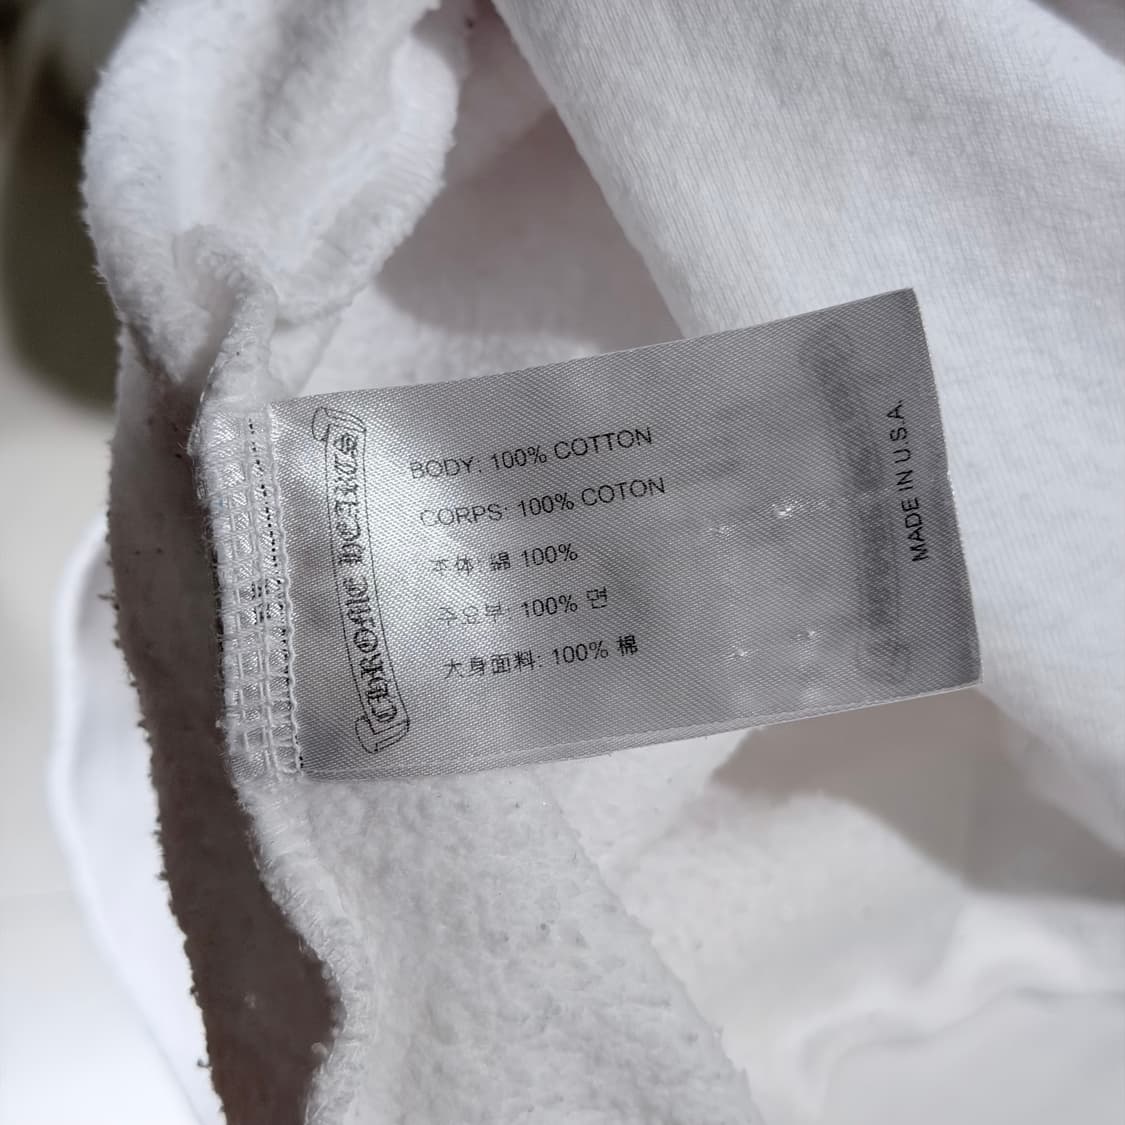 CHROME HEARTS
BODY: 100% COTTON
CORPS: 100% COTON
本体: 綿 100%
주요부: 100% 면
大身面料: 100% 棉
MADE IN U.S.A.